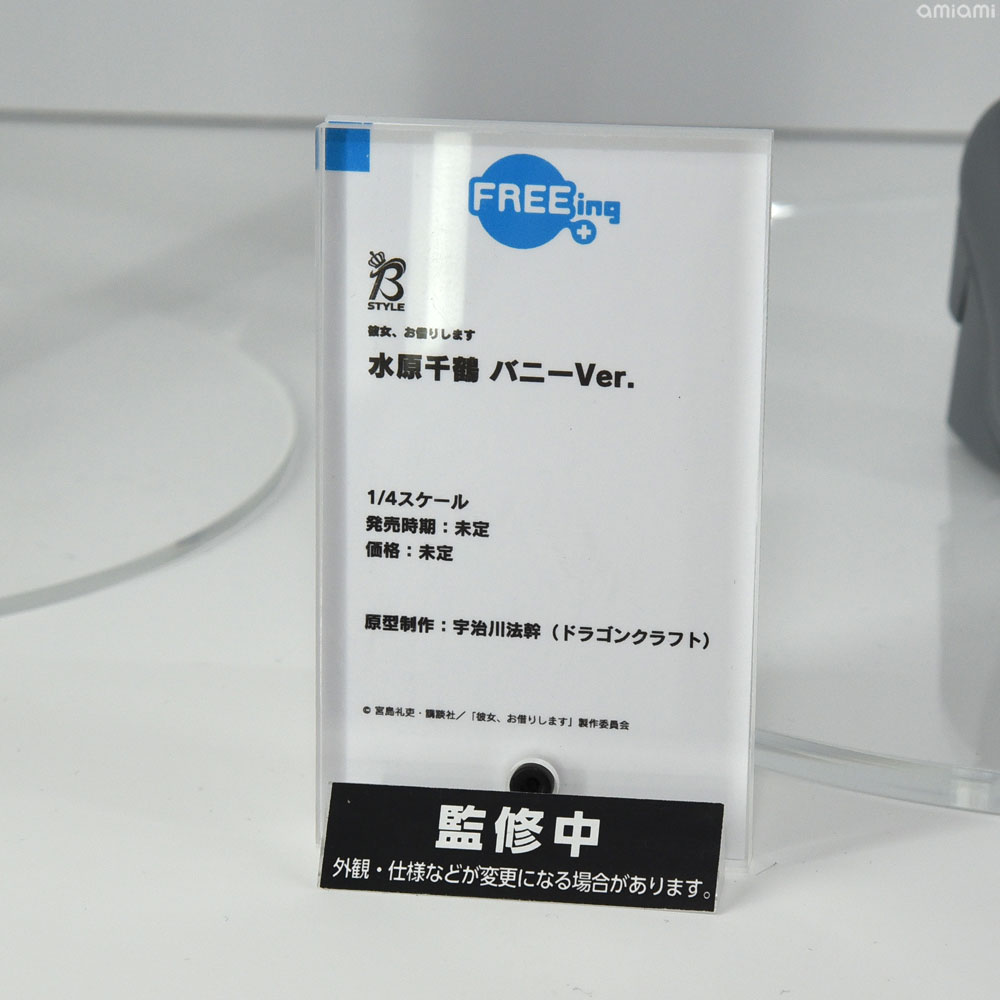 amiami
FREEing
B
STYLE
彼女、お借りします
水原千鶴 バニーVer.
1/4スケール
発売時期：未定
価格：未定
原型制作：宇治川法幹（ドラゴンクラフト）
© 宮島礼吏・講談社／「彼女、お借りします」製作委員会
監修中
外観・仕様などが変更になる場合があります。